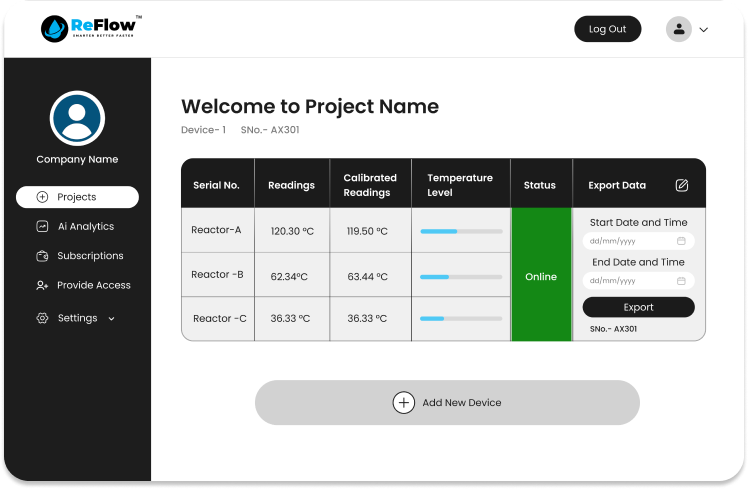 ReFlow™
SMARTER BETTER FASTER
Log Out
Company Name
Projects
Ai Analytics
Subscriptions
Provide Access
Settings
Welcome to Project Name
Device- 1 SNo.- AX301
Serial No. Readings Calibrated Readings Temperature Level Status Export Data
Reactor-A 120.30 °C 119.50 °C
Reactor -B 62.34°C 63.44 °C
Reactor -C 36.33 °C 36.33 °C
Online
Start Date and Time
dd/mm/yyyy
End Date and Time
dd/mm/yyyy
Export
SNo.- AX301
Add New Device